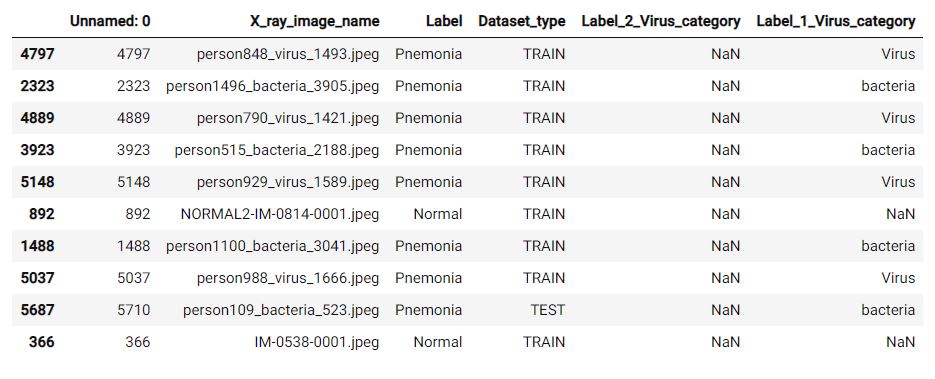 Unnamed: 0 X_ray_image_name Label Dataset_type Label_2_Virus_category Label_1_Virus_category
4797 4797 person848_virus_1493.jpeg Pnemonia TRAIN NaN Virus
2323 2323 person1496_bacteria_3905.jpeg Pnemonia TRAIN NaN bacteria
4889 4889 person790_virus_1421.jpeg Pnemonia TRAIN NaN Virus
3923 3923 person515_bacteria_2188.jpeg Pnemonia TRAIN NaN bacteria
5148 5148 person929_virus_1589.jpeg Pnemonia TRAIN NaN Virus
892 892 NORMAL2-IM-0814-0001.jpeg Normal TRAIN NaN NaN
1488 1488 person1100_bacteria_3041.jpeg Pnemonia TRAIN NaN bacteria
5037 5037 person988_virus_1666.jpeg Pnemonia TRAIN NaN Virus
5687 5710 person109_bacteria_523.jpeg Pnemonia TEST NaN bacteria
366 366 IM-0538-0001.jpeg Normal TRAIN NaN NaN